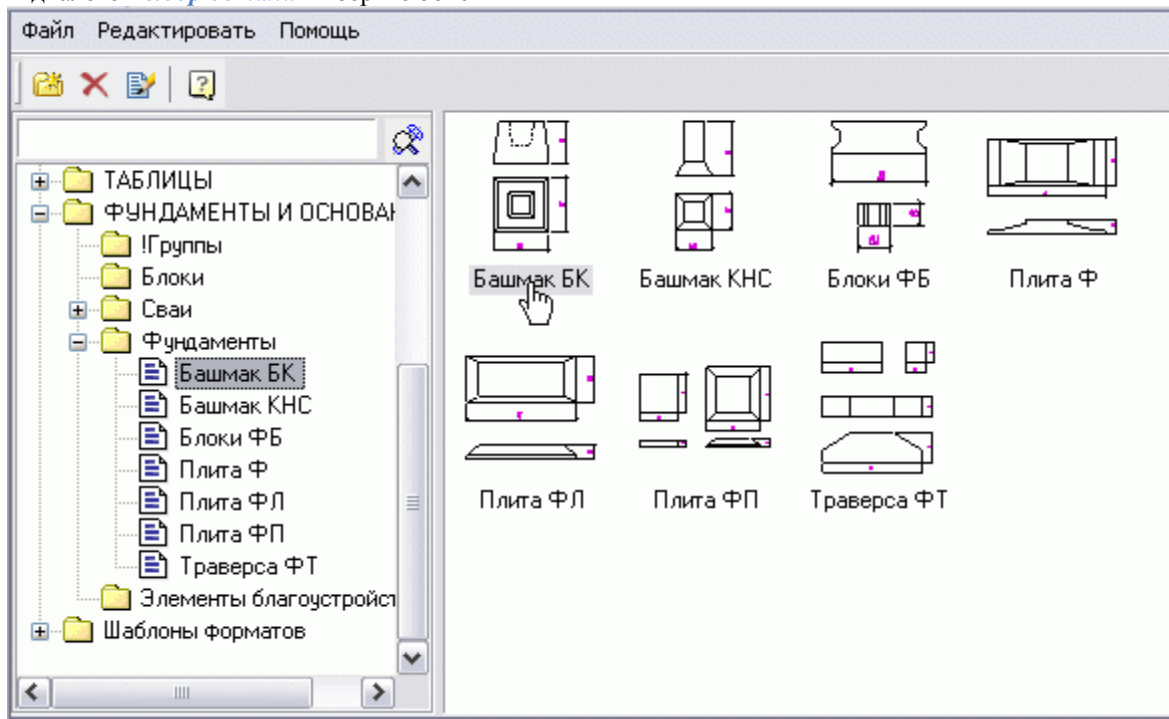 Файл Редактировать Помощь
ТАБЛИЦЫ
ФУНДАМЕНТЫ И ОСНОВАН
!Группы
Блоки
Сваи
Фундаменты
Башмак БК
Башмак КНС
Блоки ФБ
Плита Ф
Плита ФЛ
Плита ФП
Траверса ФТ
Элементы благоустройст
Шаблоны форматов
Башмак БК Башмак КНС Блоки ФБ Плита Ф
Плита ФЛ Плита ФП Траверса ФТ